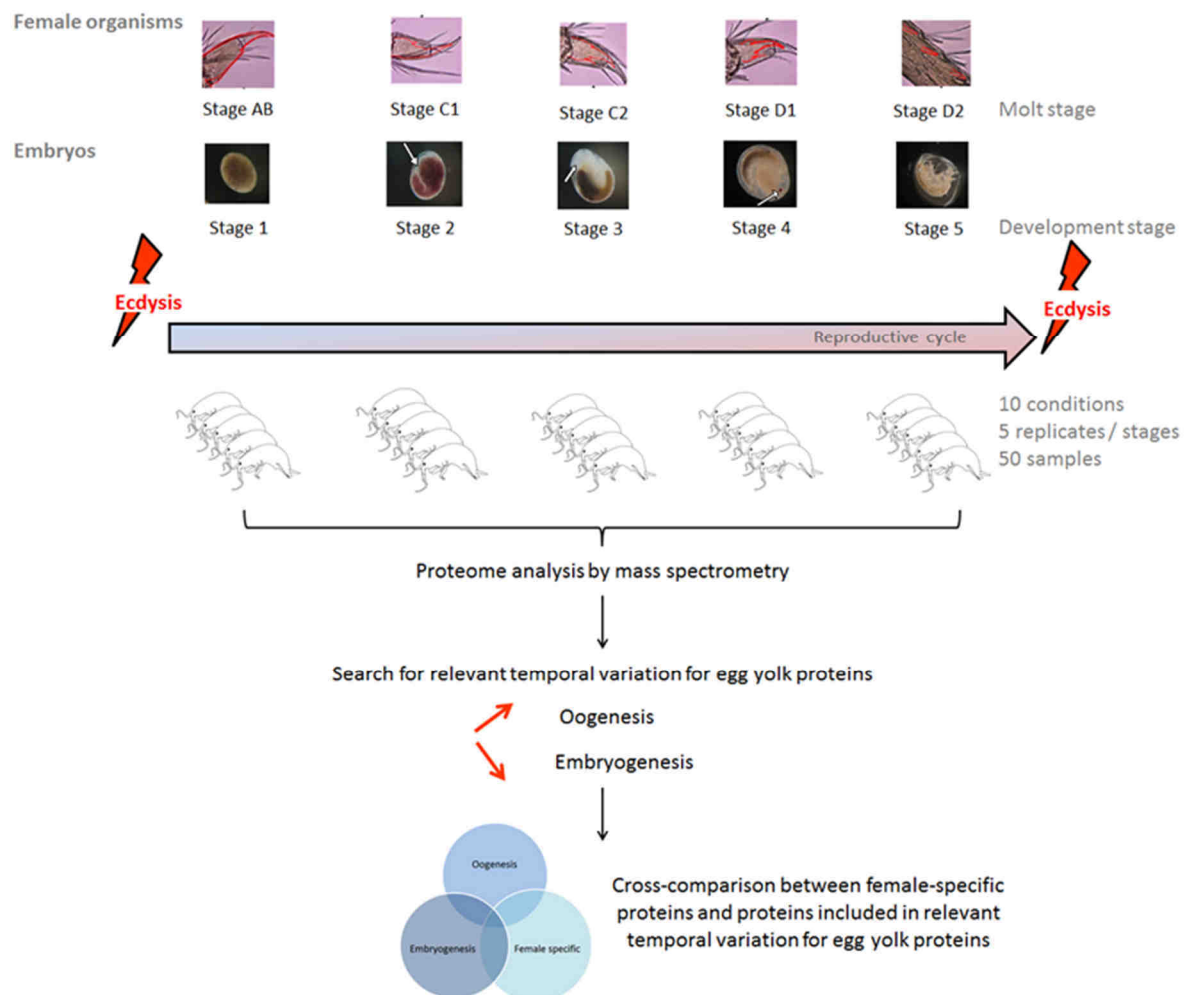 Female organisms
Stage AB
Stage C1
Stage C2
Stage D1
Stage D2
Molt stage
Embryos
Stage 1
Stage 2
Stage 3
Stage 4
Stage 5
Development stage
Ecdysis
Ecdysis
Reproductive cycle
10 conditions
5 replicates / stages
50 samples
Proteome analysis by mass spectrometry
Search for relevant temporal variation for egg yolk proteins
Oogenesis
Embryogenesis
Oogenesis
Embryogenesis
Female specific
Cross-comparison between female-specific
proteins and proteins included in relevant
temporal variation for egg yolk proteins